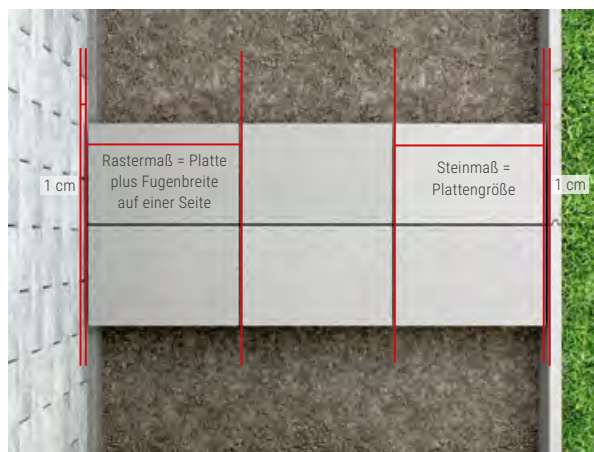 1 cm
Rastermaß = Platte
plus Fugenbreite
auf einer Seite
Steinmaß =
Plattengröße
1 cm